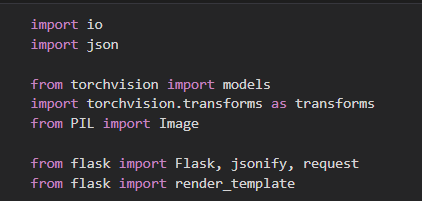 import io
import json
from torchvision import models
import torchvision.transforms as transforms
from PIL import Image
from flask import Flask, jsonify, request
from flask import render_template